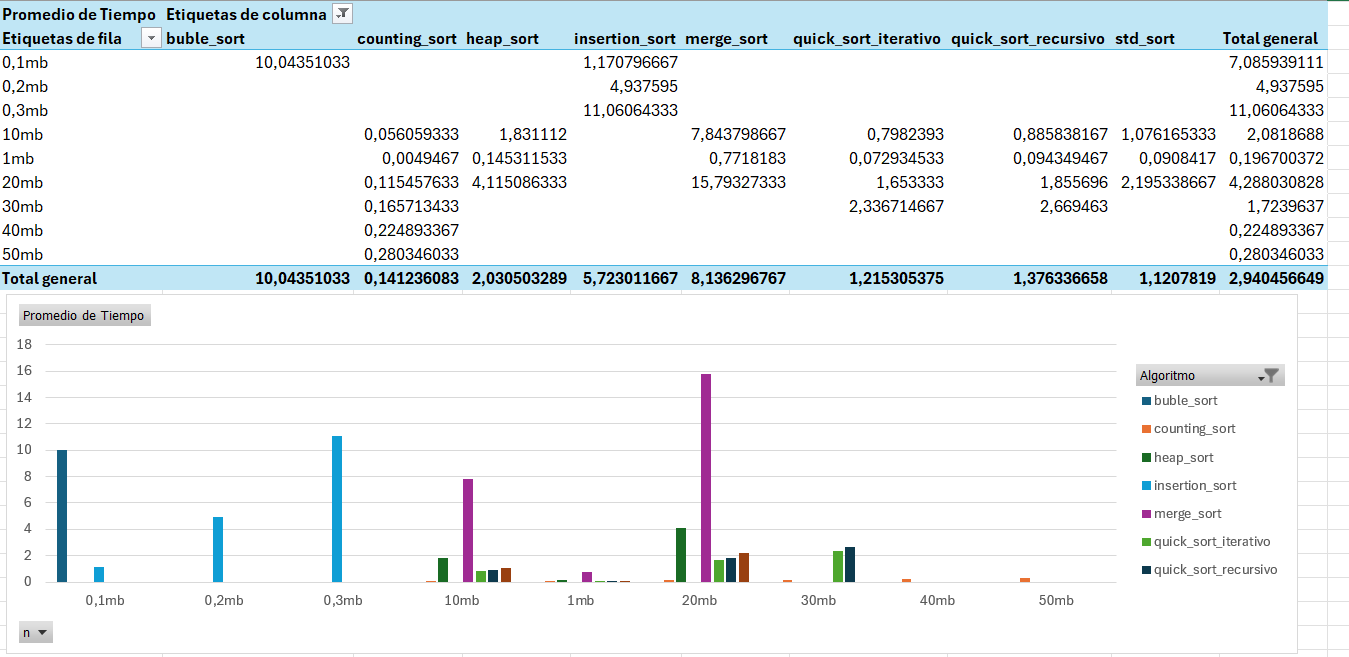 Promedio de Tiempo Etiquetas de columna
Etiquetas de fila buble_sort counting_sort heap_sort insertion_sort merge_sort quick_sort_iterativo quick_sort_recursivo std_sort Total general
0,1mb 10,04351033 1,170796667 7,085939111
0,2mb 4,937595 4,937595
0,3mb 11,06064333 11,06064333
10mb 0,056059333 1,831112 7,843798667 0,7982393 0,885838167 1,076165333 2,0818688
1mb 0,0049467 0,145311533 0,7718183 0,072934533 0,094349467 0,0908417 0,196700372
20mb 0,115457633 4,115086333 15,79327333 1,653333 1,855696 2,195338667 4,288030828
30mb 0,165713433 2,336714667 2,669463 1,7239637
40mb 0,224893367 0,224893367
50mb 0,280346033 0,280346033
Total general 10,04351033 0,141236083 2,030503289 5,723011667 8,136296767 1,215305375 1,376336658 1,1207819 2,940456649
Promedio de Tiempo
18
16
14
12
10
8
6
4
2
0
0,1mb 0,2mb 0,3mb 10mb 1mb 20mb 30mb 40mb 50mb
Algoritmo
buble_sort
counting_sort
heap_sort
insertion_sort
merge_sort
quick_sort_iterativo
quick_sort_recursivo
n